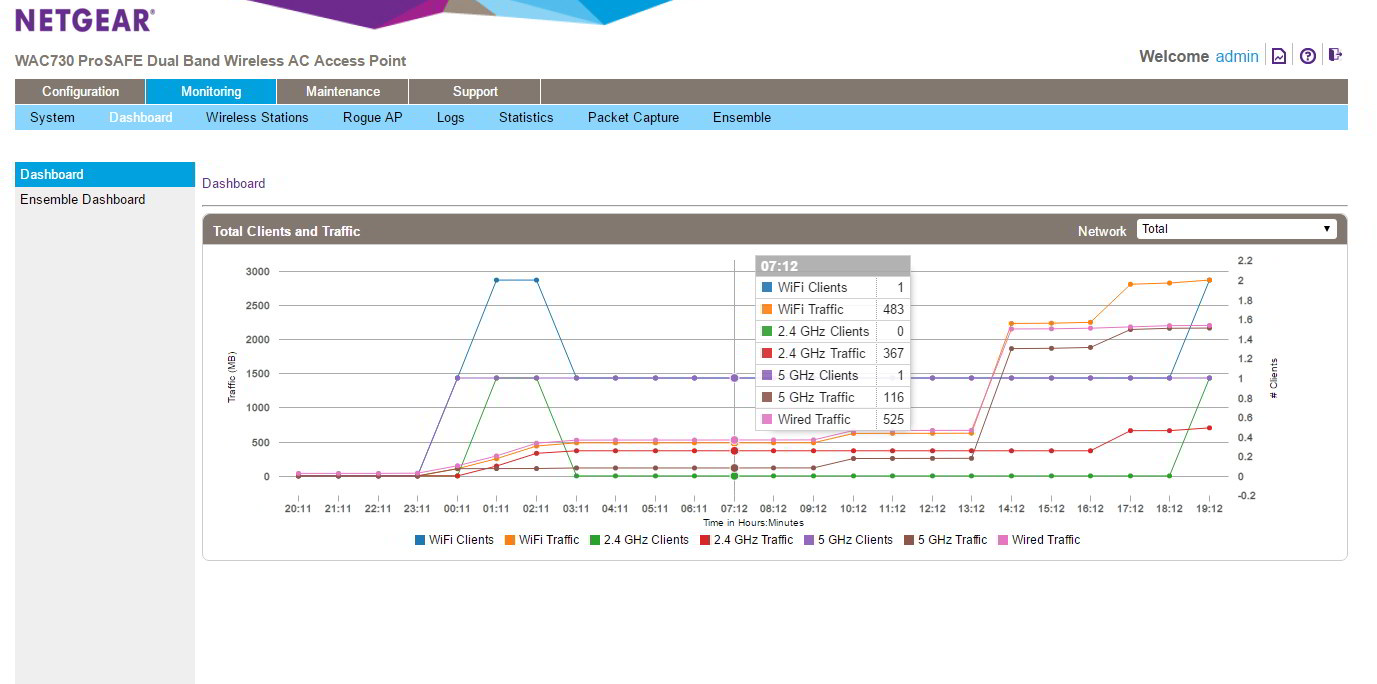 NETGEAR®
WAC730 ProSAFE Dual Band Wireless AC Access Point
Welcome admin
Configuration Monitoring Maintenance Support
System Dashboard Wireless Stations Rogue AP Logs Statistics Packet Capture Ensemble
Dashboard
Ensemble Dashboard
Dashboard
Total Clients and Traffic
Network Total
3000
2500
2000
1500
1000
500
0
Traffic (MB)
07:12
WiFi Clients 1
WiFi Traffic 483
2.4 GHz Clients 0
2.4 GHz Traffic 367
5 GHz Clients 1
5 GHz Traffic 116
Wired Traffic 525
2.2
2
1.8
1.6
1.4
1.2
1
0.8
0.6
0.4
0.2
0
-0.2
# Clients
20:11 21:11 22:11 23:11 00:11 01:11 02:11 03:11 04:11 05:11 06:11 07:12 08:12 09:12 10:12 11:12 12:12 13:12 14:12 15:12 16:12 17:12 18:12 19:12
Time in Hours:Minutes
WiFi Clients WiFi Traffic 2.4 GHz Clients 2.4 GHz Traffic 5 GHz Clients 5 GHz Traffic Wired Traffic